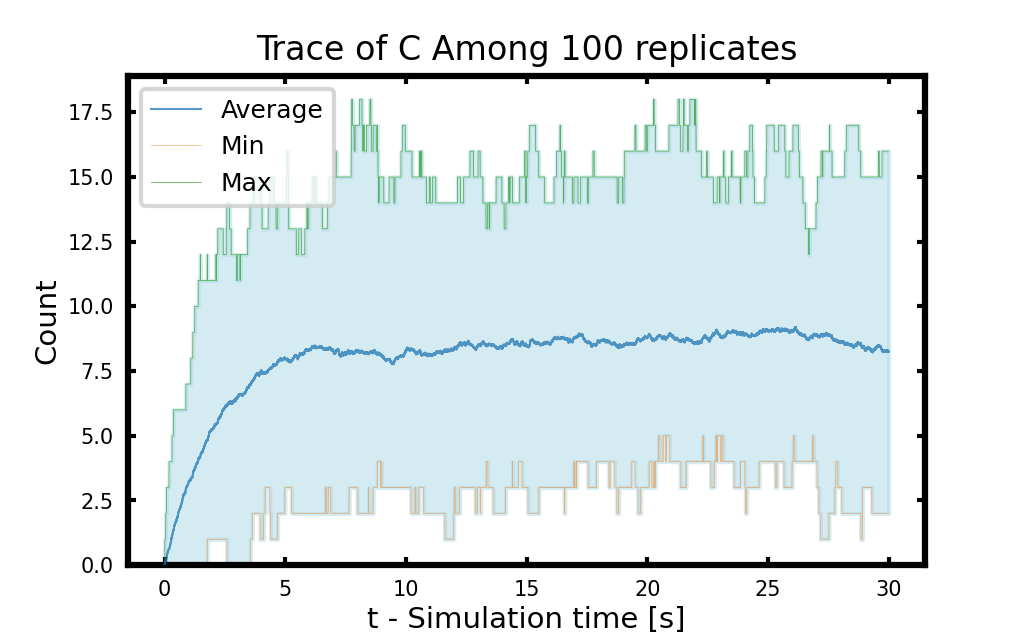 Trace of C Among 100 replicates
Average
Min
Max
17.5
15.0
12.5
10.0
7.5
5.0
2.5
0.0
Count
0 5 10 15 20 25 30
t - Simulation time [s]